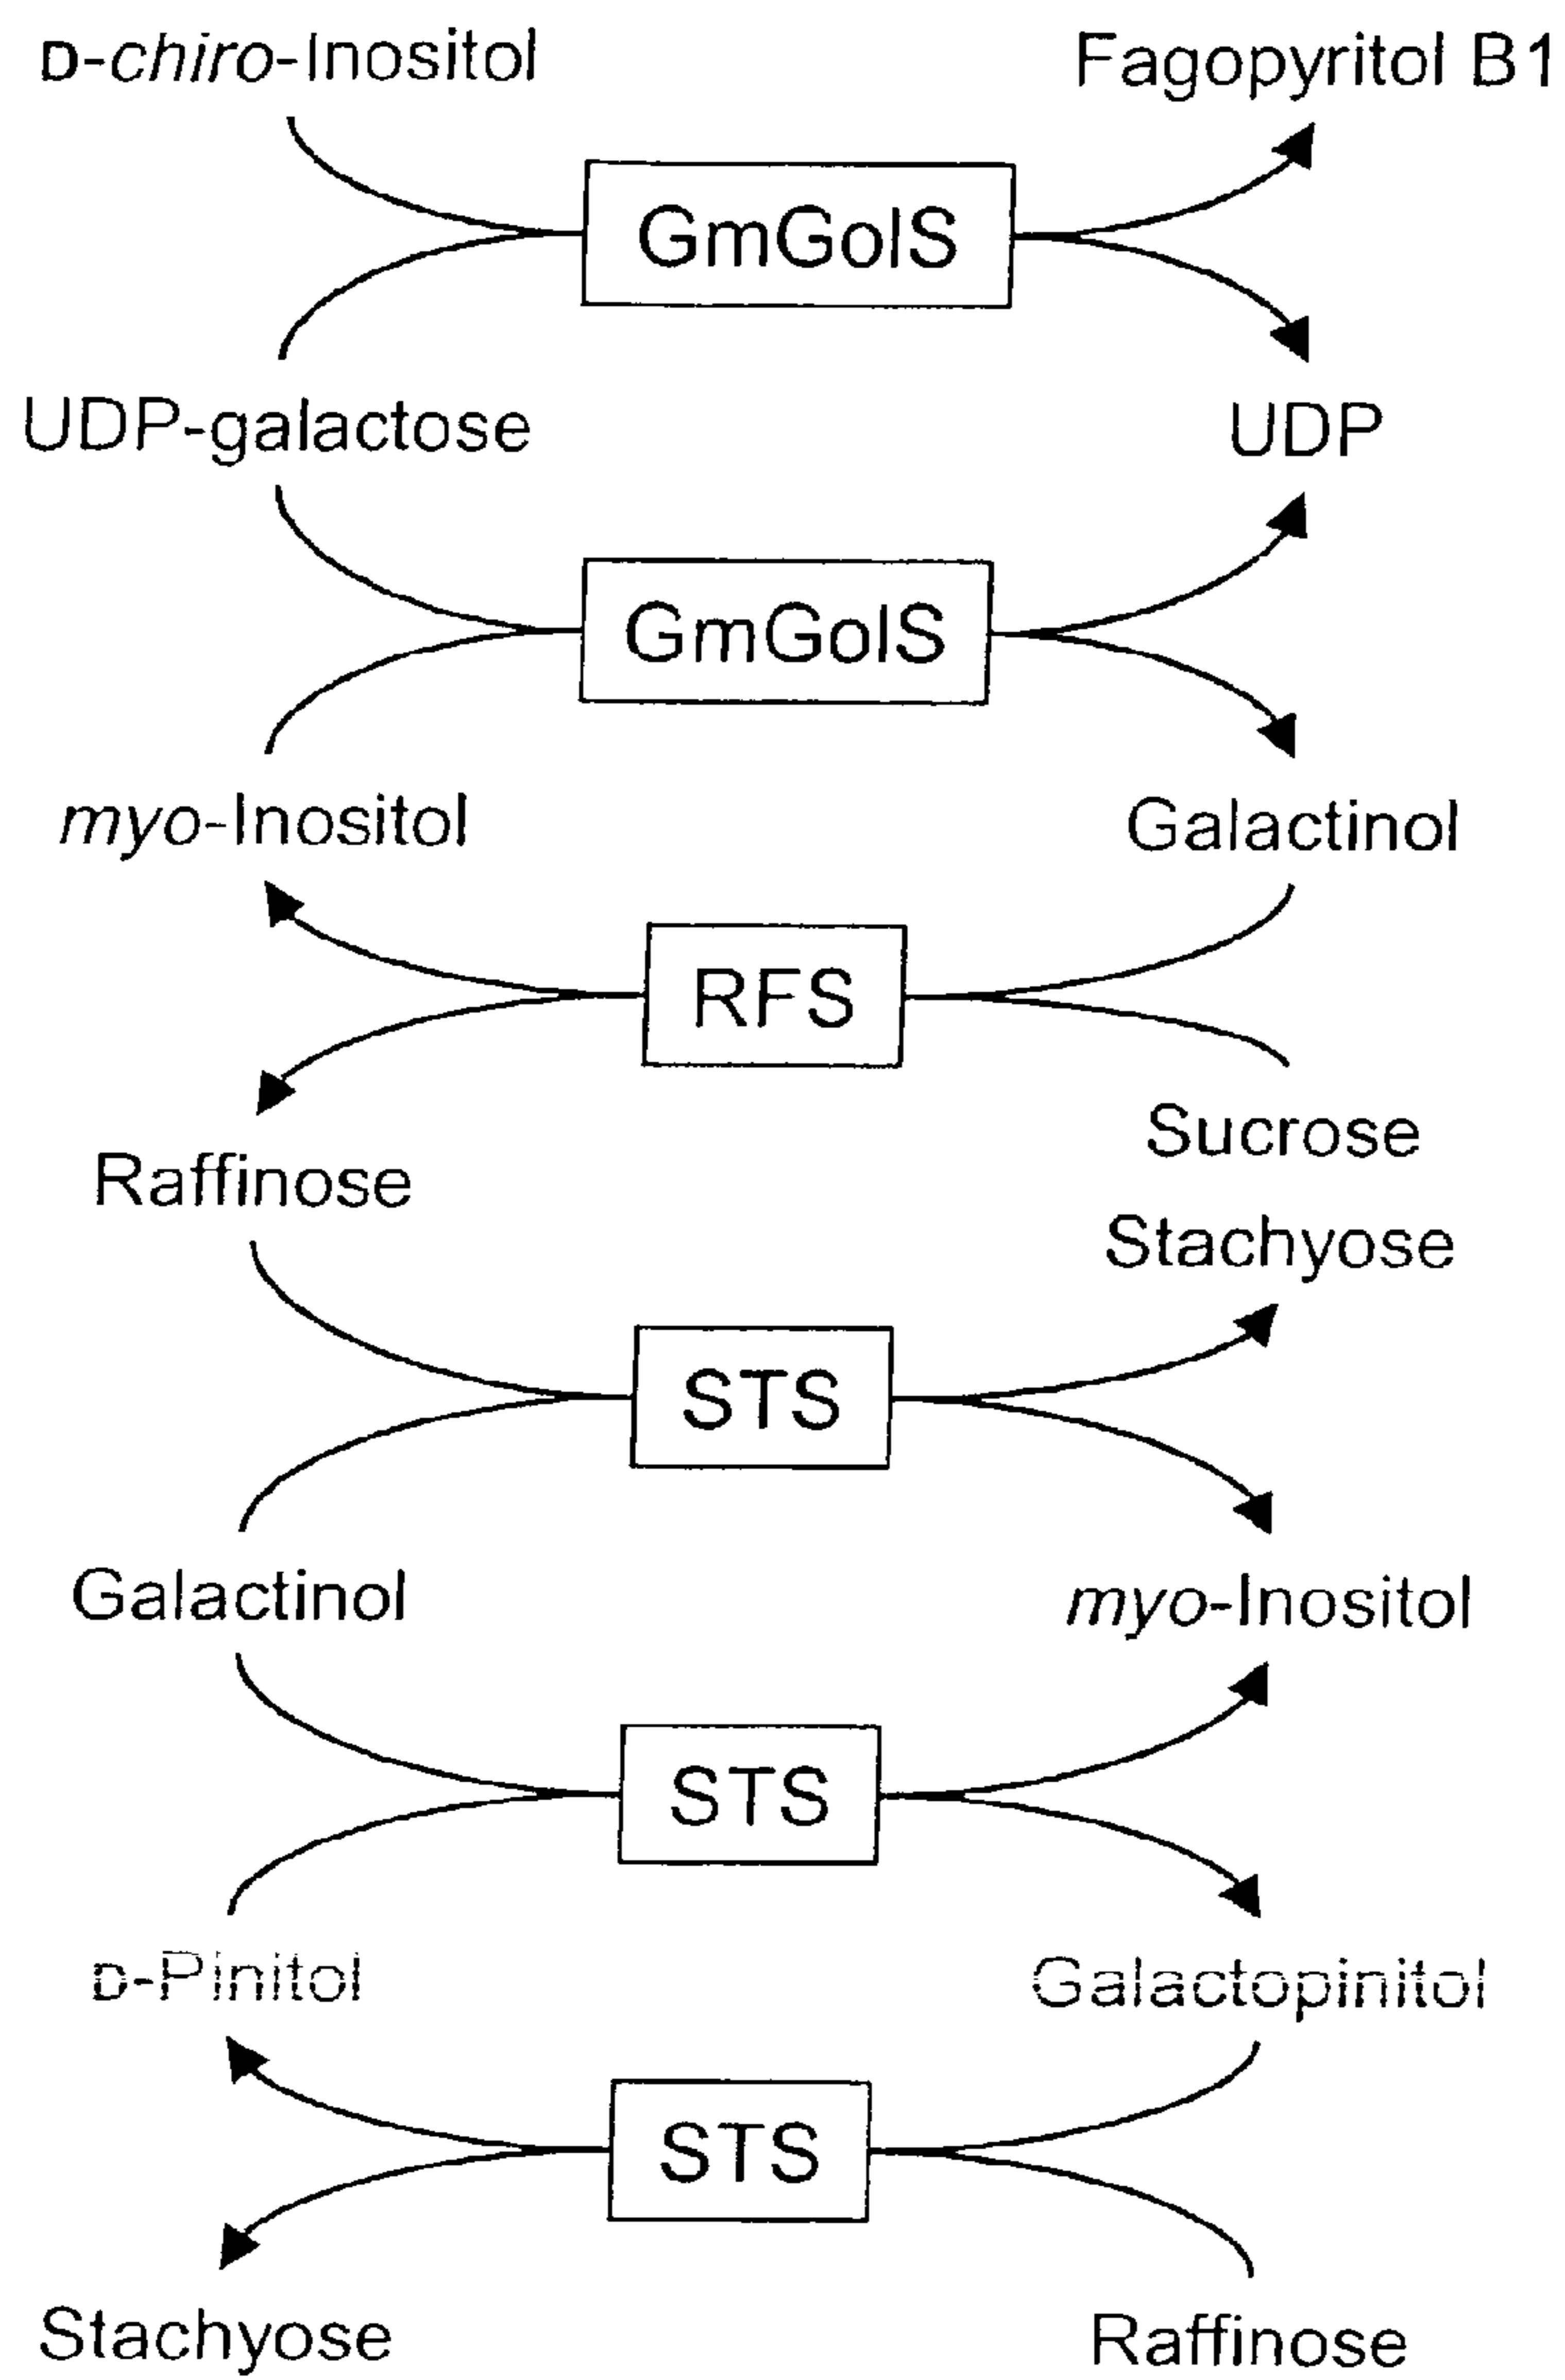 D-chiro-Inositol
Fagopyritol B1
GmGolS
UDP-galactose
UDP
GmGolS
myo-Inositol
Galactinol
RFS
Sucrose
Raffinose
Stachyose
STS
Galactinol
myo-Inositol
STS
D-Pinitol
Galactopinitol
STS
Stachyose
Raffinose